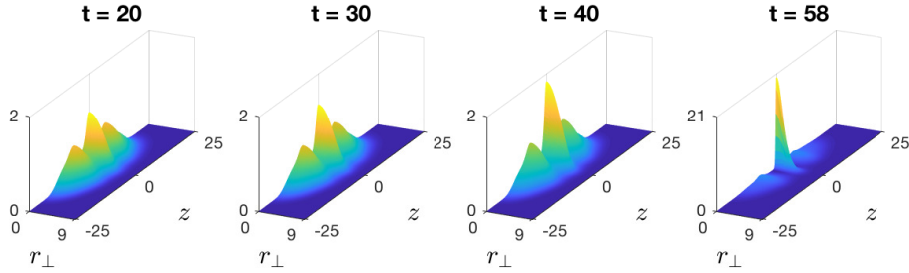 t = 20 t = 30 t = 40 t = 58
2 2 2 21
25 25 25 25
0 0 0 0
z z z z
0 0 0 0
0 0 0 0
9 -25 9 -25 9 -25 9 -25
r⊥ r⊥ r⊥ r⊥